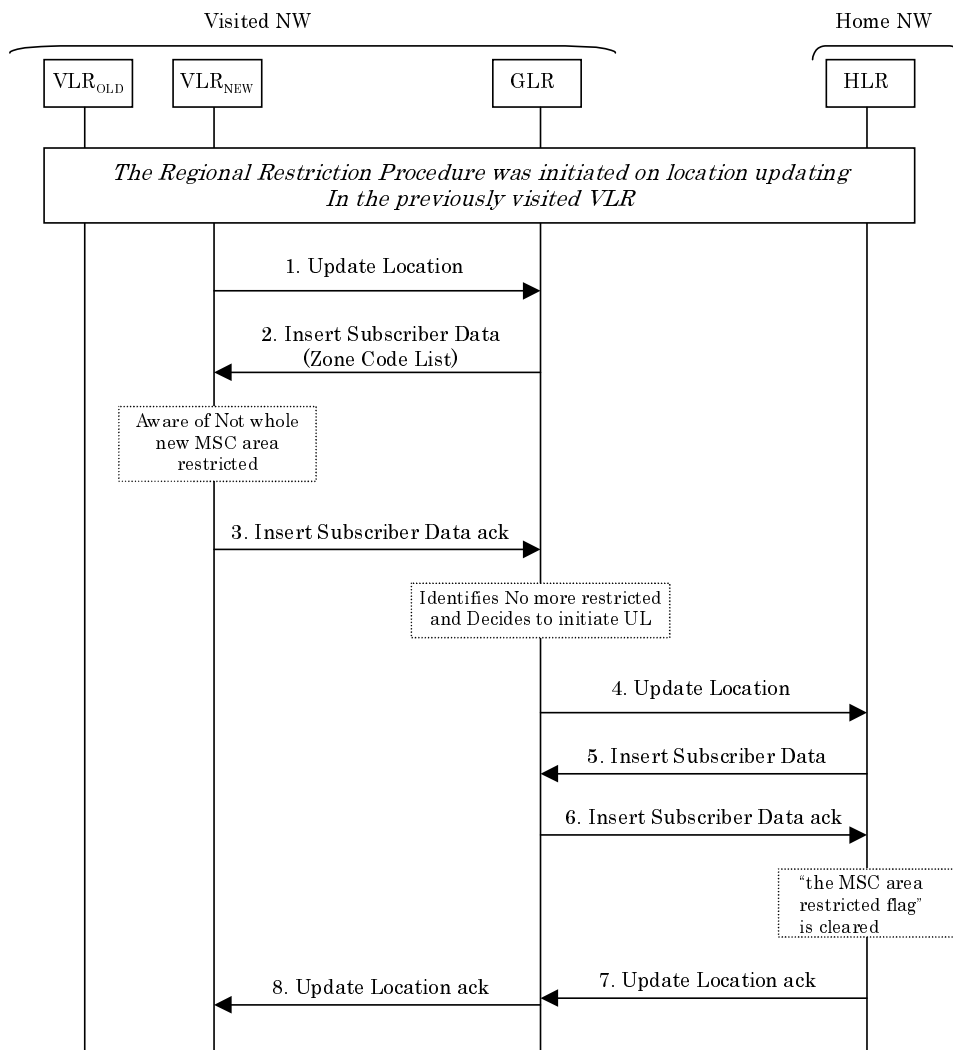 Visited NW
Home NW
VLROLD
VLRNEW
GLR
HLR
The Regional Restriction Procedure was initiated on location updating
In the previously visited VLR
1. Update Location
2. Insert Subscriber Data
(Zone Code List)
Aware of Not whole
new MSC area
restricted
3. Insert Subscriber Data ack
Identifies No more restricted
and Decides to initiate UL
4. Update Location
5. Insert Subscriber Data
6. Insert Subscriber Data ack
“the MSC area
restricted flag”
is cleared
7. Update Location ack
8. Update Location ack